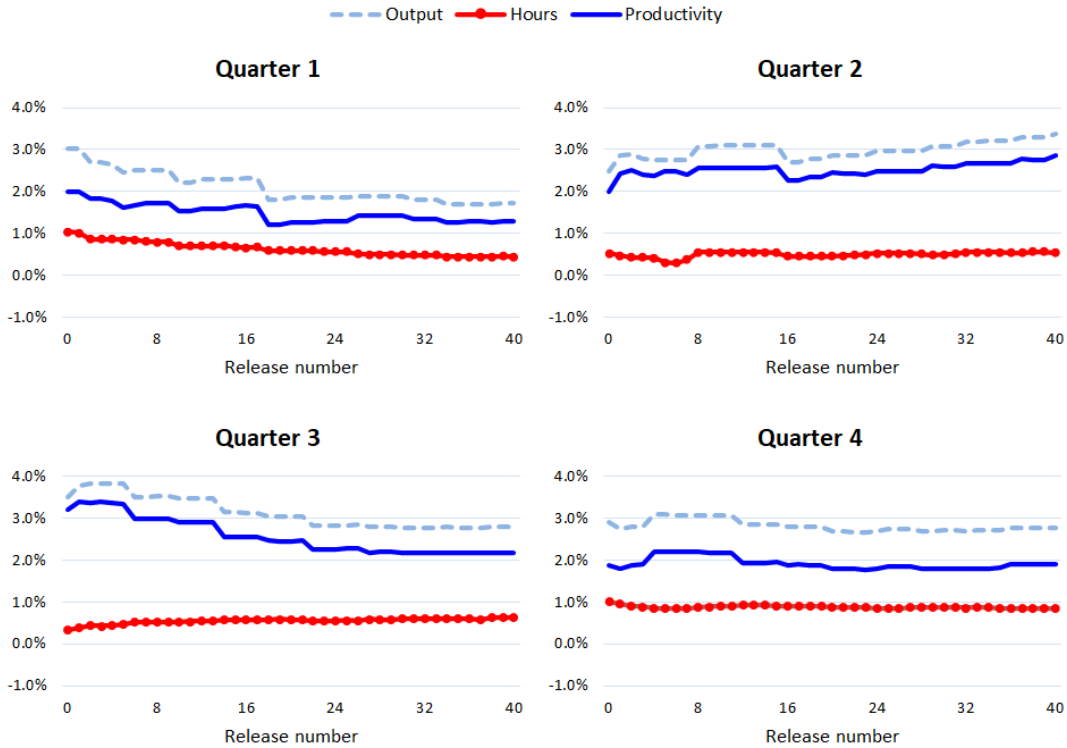 Output Hours Productivity
Quarter 1
4.0%
3.0%
2.0%
1.0%
0.0%
-1.0%
0 8 16 24 32 40
Release number
Quarter 2
4.0%
3.0%
2.0%
1.0%
0.0%
-1.0%
0 8 16 24 32 40
Release number
Quarter 3
4.0%
3.0%
2.0%
1.0%
0.0%
-1.0%
0 8 16 24 32 40
Release number
Quarter 4
4.0%
3.0%
2.0%
1.0%
0.0%
-1.0%
0 8 16 24 32 40
Release number